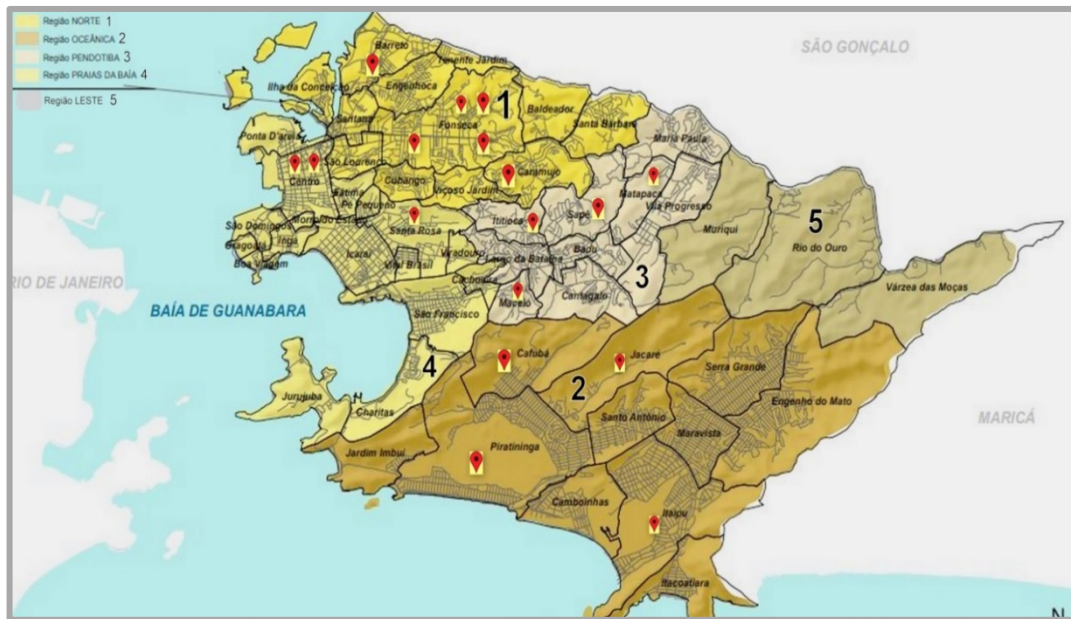 Região NORTE 1
Região OCEÂNICA 2
Região PENDOTIBA 3
Região PRAIAS DA BAÍA 4
Região LESTE 5
SÃO GONÇALO
Barreto
Tenente Jardim
Ilha da Conceição
Engenhoca
1
Baldeador
Santana
Fonseca
Santa Bárbara
Ponta D'areia
Maria Paula
São Lourenço
Centro
Cubango
Caramujo
Viçoso Jardim
Matapaca
Fátima
Pé Pequeno
Vila Progresso
Sapê
Ititioca
Morro do Estado
São Domingos
Santa Rosa
5
Muriqui
Rio do Ouro
Ingá
Gragoatá
Icaraí
Viradouro
Badu
Largo da Batalha
Boa Viagem
Vital Brasil
Cachoeira
3
RIO DE JANEIRO
Várzea das Moças
Maceió
Cantagalo
BAÍA DE GUANABARA
São Francisco
Cafubá
Jacaré
4
Serra Grande
2
Jurujuba
Engenho do Mato
Charitas
Santo Antônio
MARICÁ
Maravista
Piratininga
Jardim Imbuí
Camboinhas
Itaipu
Itacoatiara
N